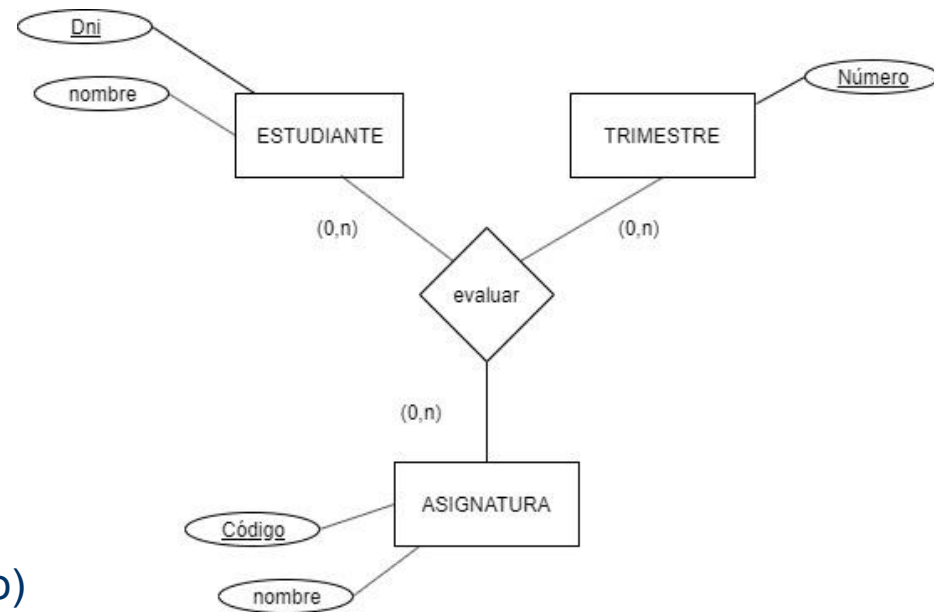 Dni
nombre
Número
ESTUDIANTE
TRIMESTRE
(0,n)
(0,n)
evaluar
(0,n)
ASIGNATURA
Código
nombre